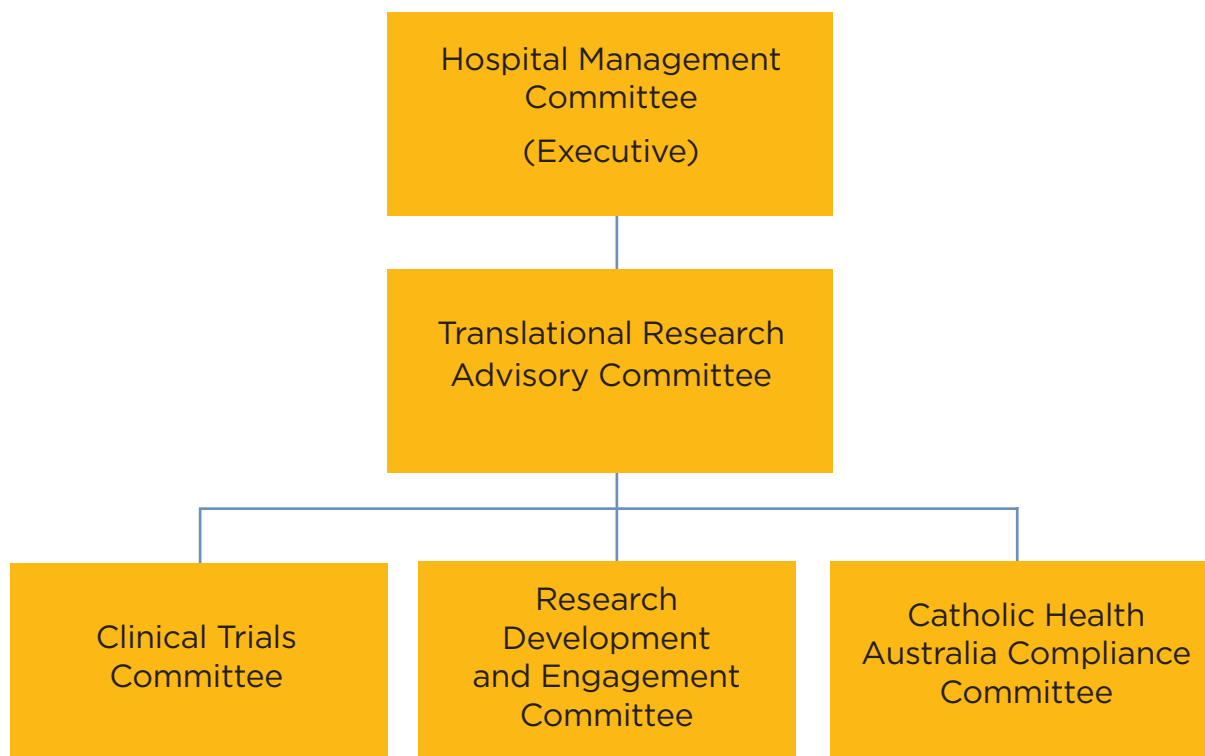 Hospital Management
Committee
(Executive)
Translational Research
Advisory Committee
Clinical Trials
Committee
Research
Development
and Engagement
Committee
Catholic Health
Australia Compliance
Committee